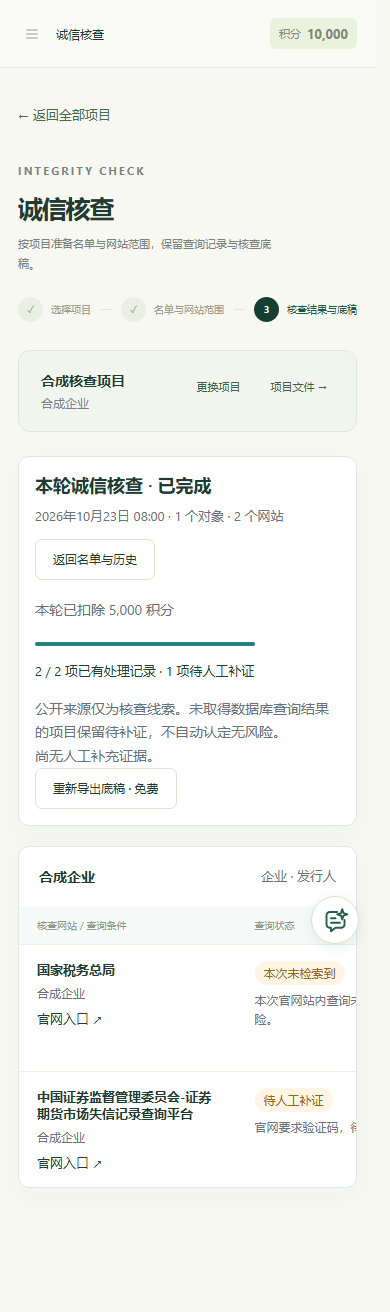 诚信核查
积分 10,000
← 返回全部项目
INTEGRITY CHECK
诚信核查
按项目准备名单与网站范围，保留查询记录与核查底
稿。
✓ 选择项目 — ✓ 名单与网站范围 — 3 核查结果与底稿
合成核查项目
合成企业
更换项目 项目文件 →
本轮诚信核查 · 已完成
2026年10月23日 08:00 · 1 个对象 · 2 个网站
返回名单与历史
本轮已扣除 5,000 积分
2 / 2 项已有处理记录 · 1 项待人工补证
公开来源仅为核查线索。未取得数据库查询结果
的项目保留待补证，不自动认定无风险。
尚无人工补充证据。
重新导出底稿 · 免费
合成企业 企业 · 发行人
核查网站 / 查询条件 查询状态
国家税务总局
合成企业
官网入口 ↗
本次未检索到
本次官网站内查询
险。
中国证券监督管理委员会-证券
期货市场失信记录查询平台
合成企业
官网入口 ↗
待人工补证
官网要求验证码，